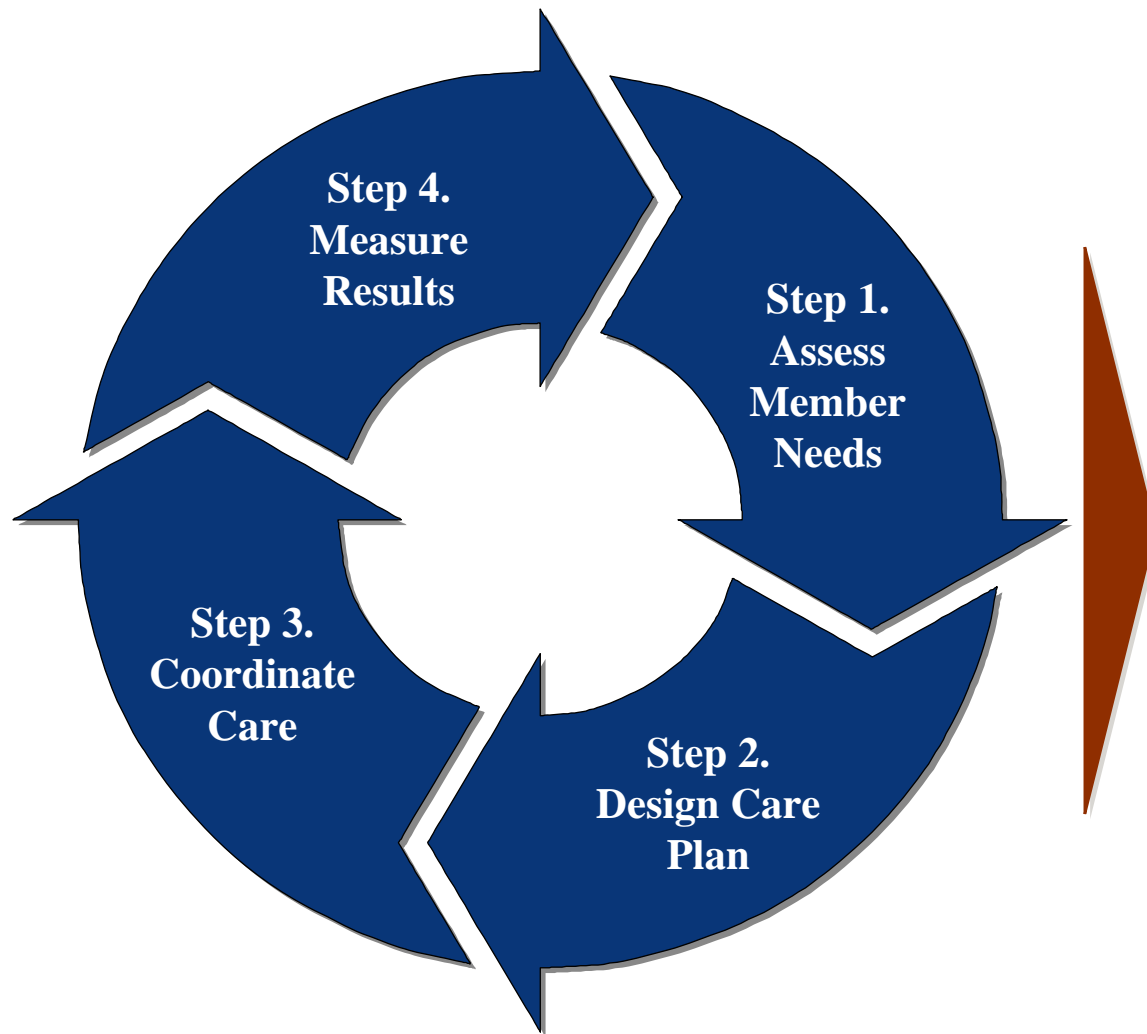 Step 1.
Assess
Member
Needs
Step 2.
Design Care
Plan
Step 3.
Coordinate
Care
Step 4.
Measure
Results